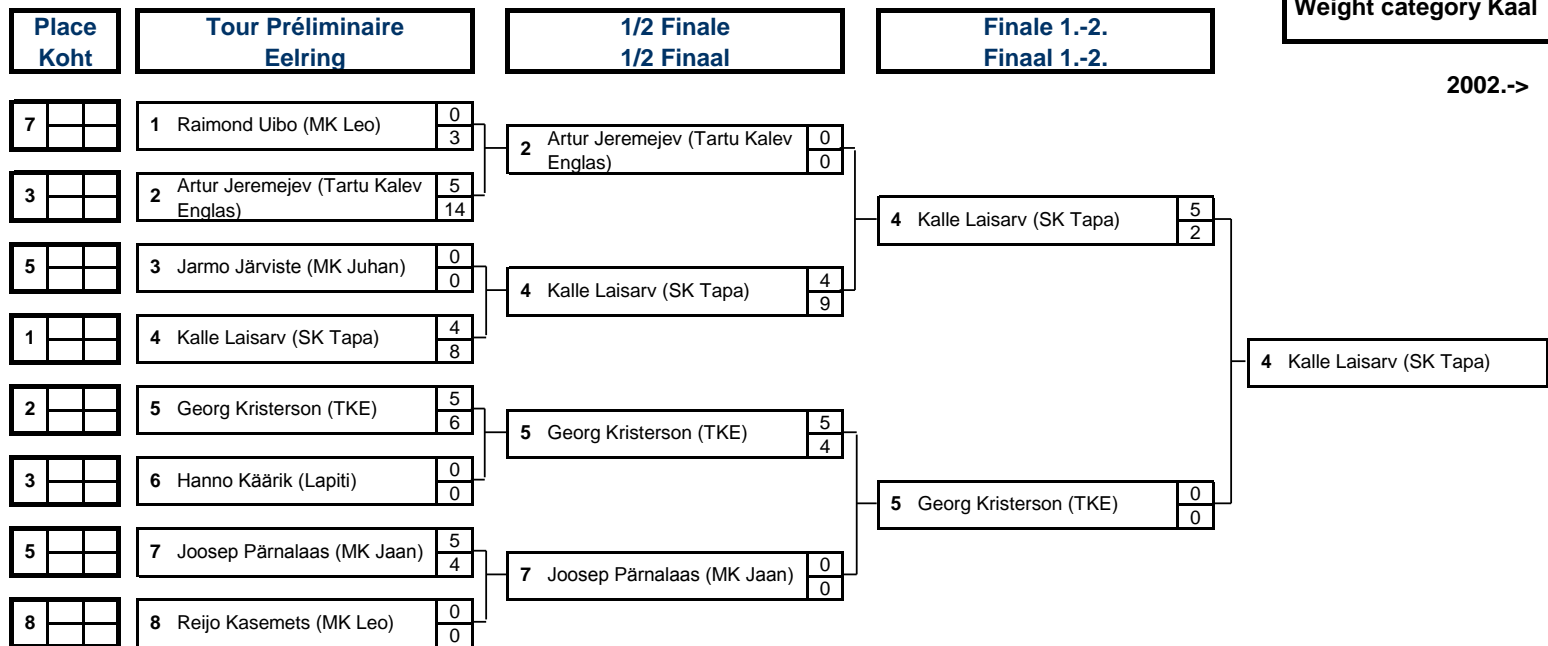 Weight category Kaal
Place
Koht
Tour Préliminaire
Eelring
1/2 Finale
1/2 Finaal
Finale 1.-2.
Finaal 1.-2.
2002.->
7
1 Raimond Uibo (MK Leo) 0
3
2 Artur Jeremejev (Tartu Kalev 0
Englas) 0
3
2 Artur Jeremejev (Tartu Kalev 5
Englas) 14
4 Kalle Laisarv (SK Tapa) 5
2
5
3 Jarmo Järviste (MK Juhan) 0
0
4 Kalle Laisarv (SK Tapa) 4
9
1
4 Kalle Laisarv (SK Tapa) 4
8
4 Kalle Laisarv (SK Tapa)
2
5 Georg Kristerson (TKE) 5
6
5 Georg Kristerson (TKE) 5
4
3
6 Hanno Käärik (Lapiti) 0
0
5 Georg Kristerson (TKE) 0
0
5
7 Joosep Pärnalaas (MK Jaan) 5
4
7 Joosep Pärnalaas (MK Jaan) 0
0
8
8 Reijo Kasemets (MK Leo) 0
0